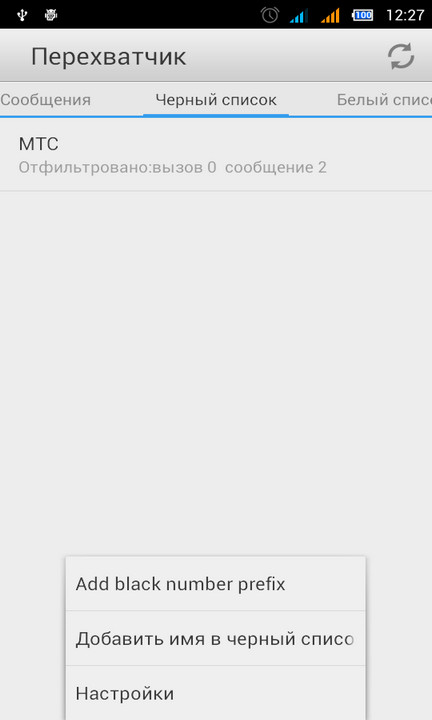 100 12:27
Перехватчик
Сообщения Черный список Белый спис
МТС
Отфильтровано:вызов 0 сообщение 2
Add black number prefix
Добавить имя в черный списо
Настройки